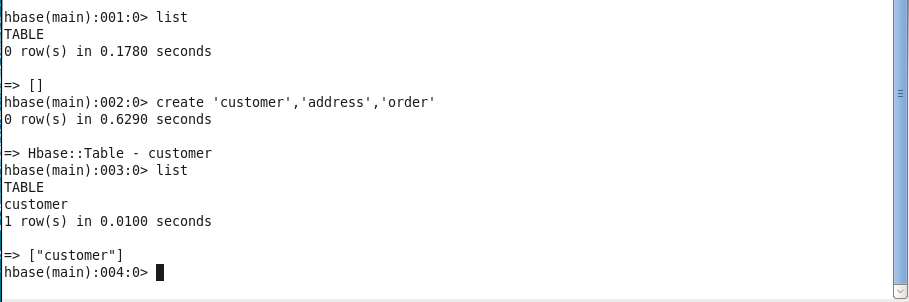 hbase(main):001:0> list
TABLE
0 row(s) in 0.1780 seconds

=> []
hbase(main):002:0> create 'customer','address','order'
0 row(s) in 0.6290 seconds

=> Hbase::Table - customer
hbase(main):003:0> list
TABLE
customer
1 row(s) in 0.0100 seconds

=> ["customer"]
hbase(main):004:0>